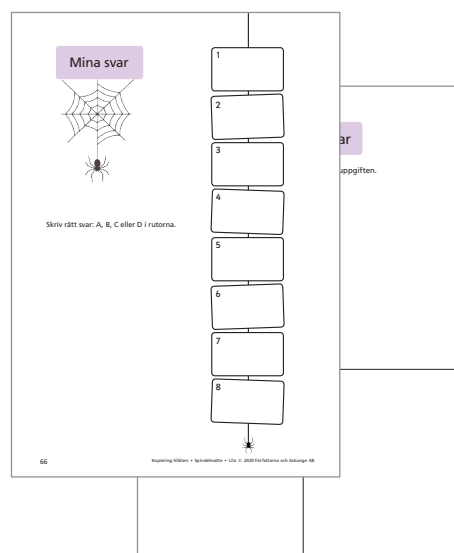 Mina svar
1
2
3
4
5
6
7
8
Skriv rätt svar: A, B, C eller D i rutorna.
ar
uppgiften.
66
Kopiering tillåten • Spindelmatte • Lila © 2020 Författarna och Askunge AB